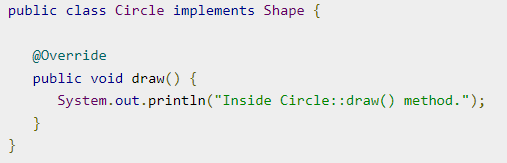 public class Circle implements Shape {
@Override
public void draw() {
System.out.println("Inside Circle::draw() method.");
}
}